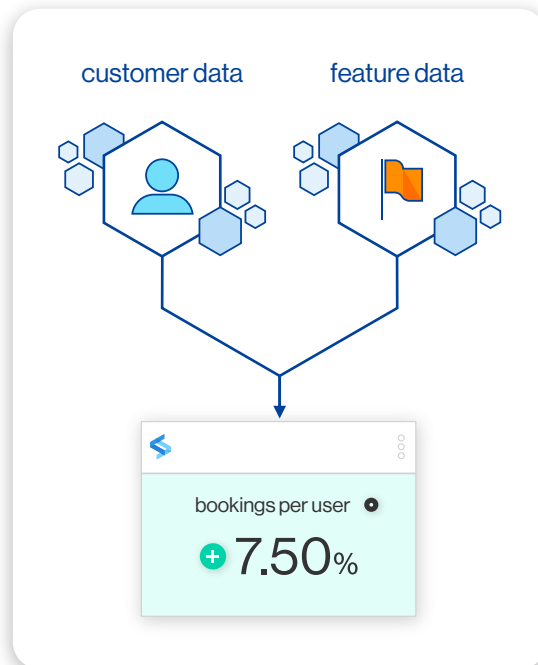 customer data
feature data
bookings per user
+ 7.50%